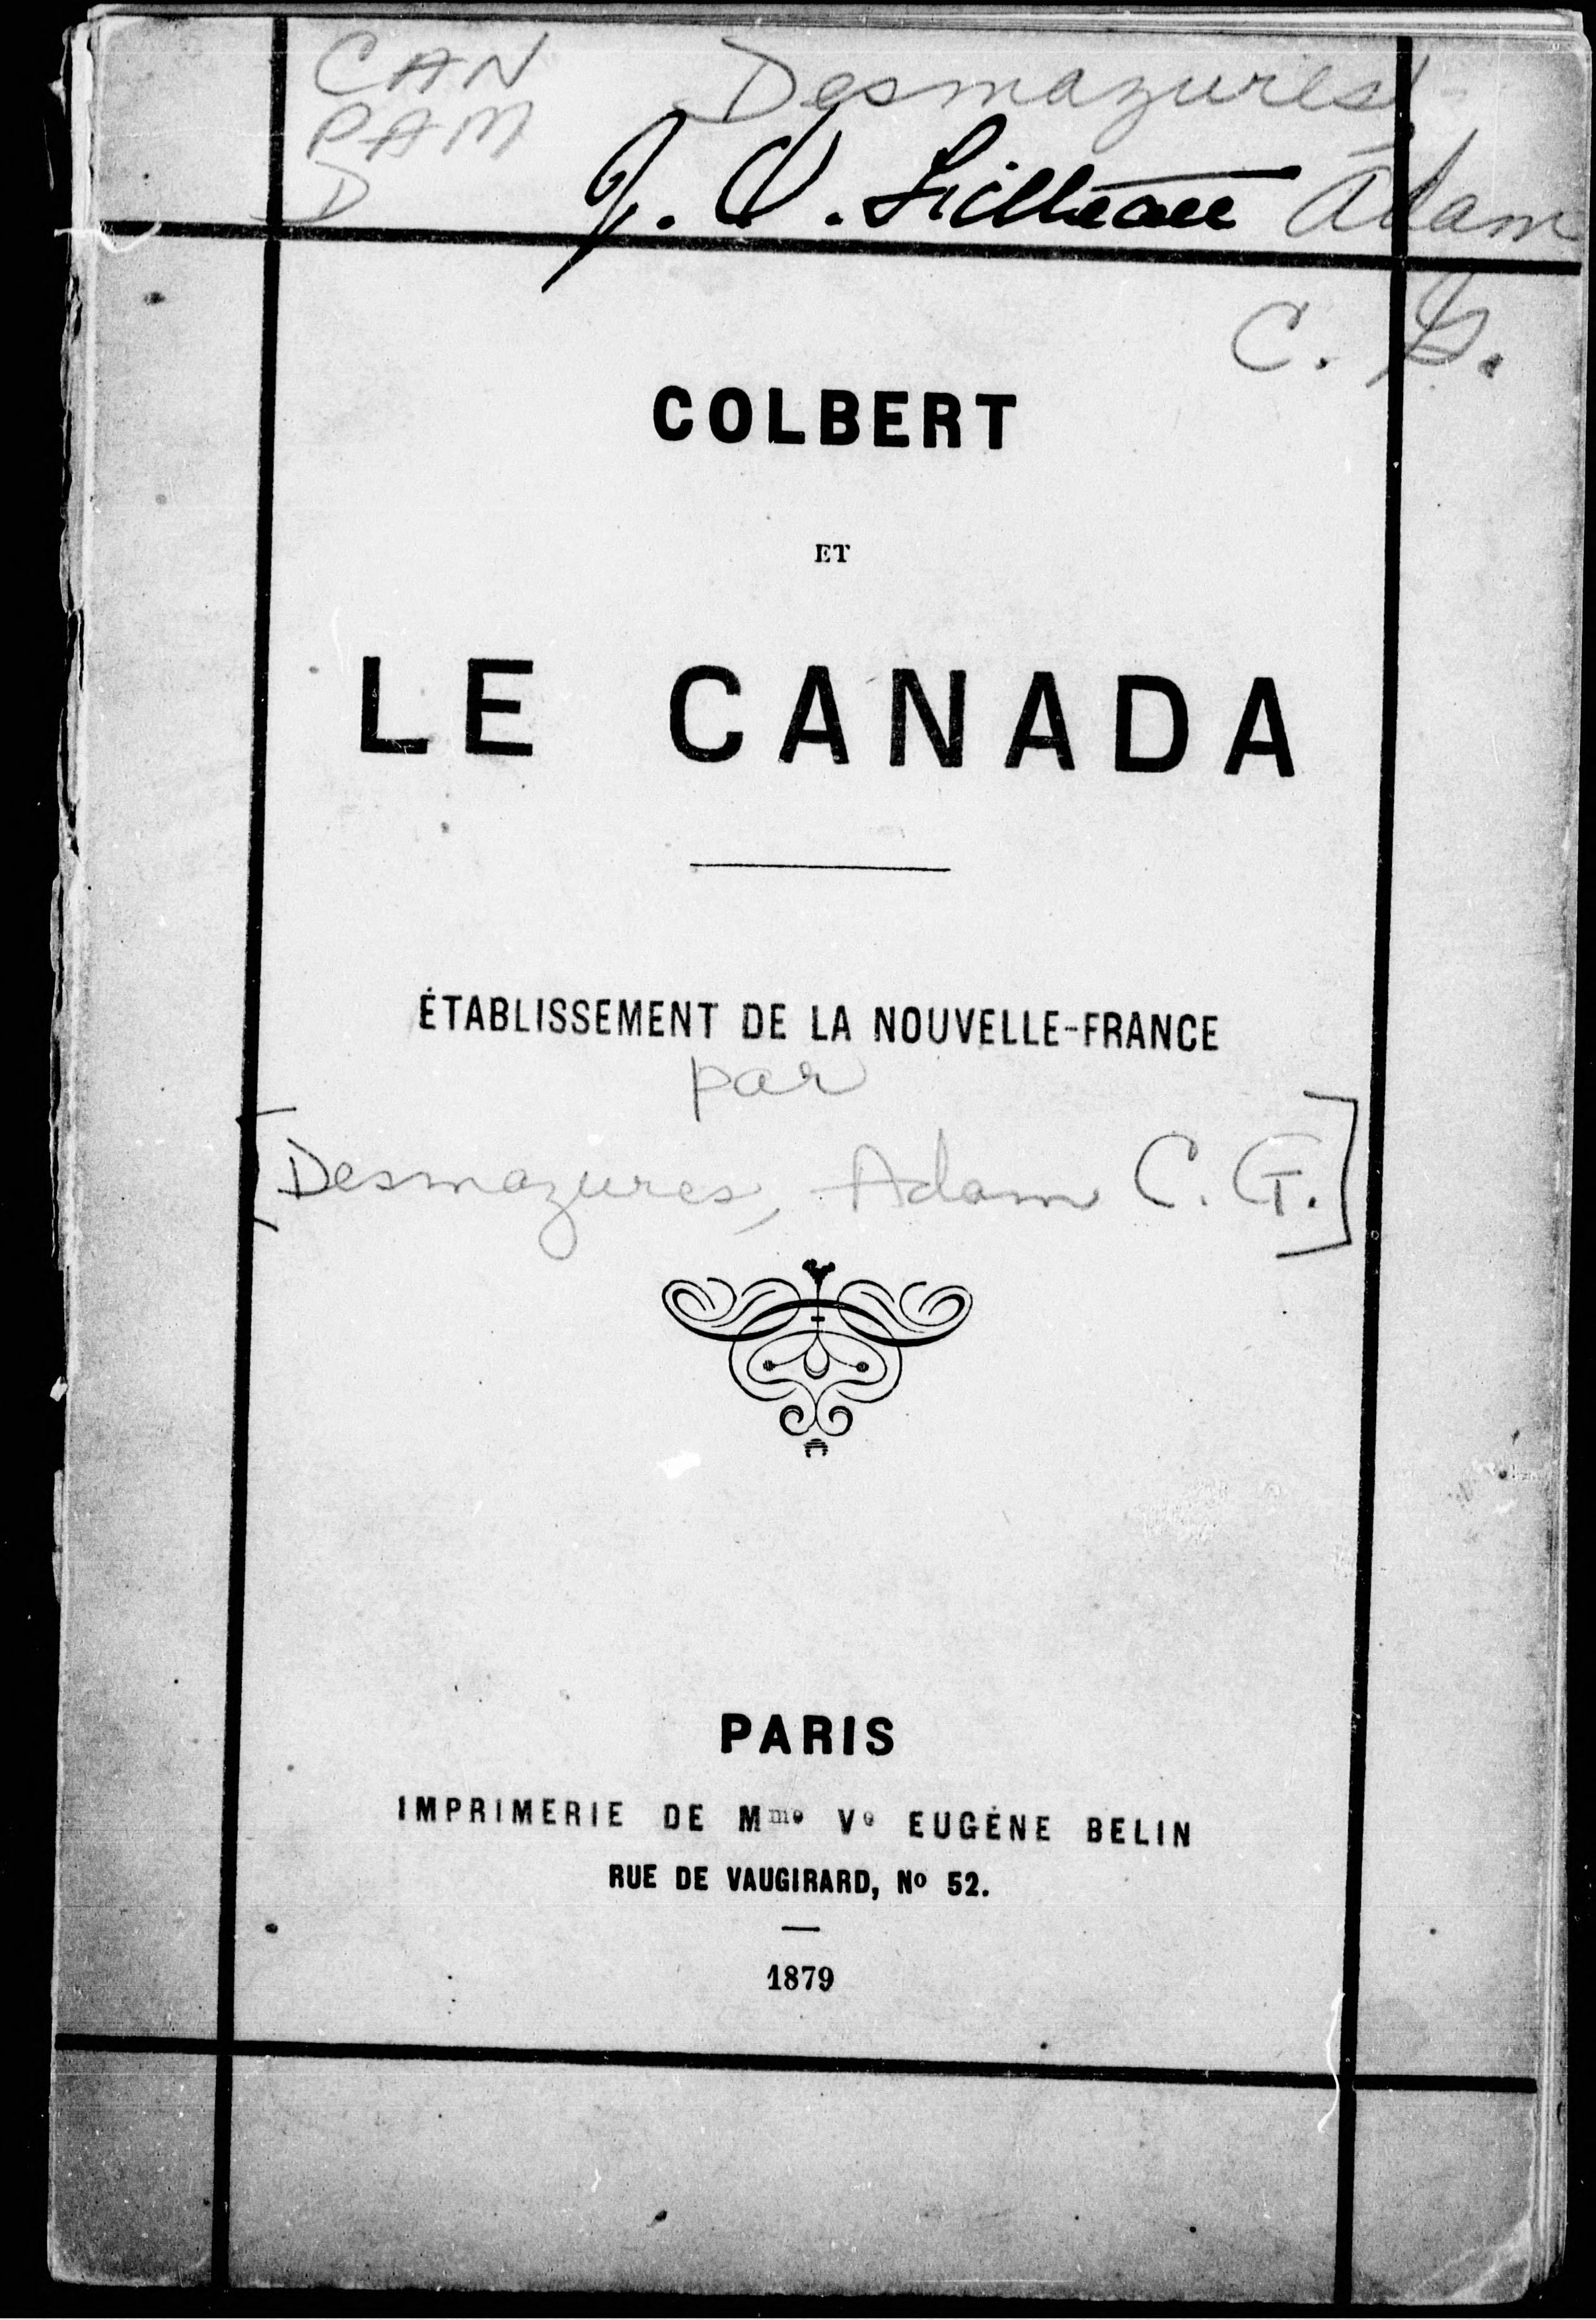 CAN Desmazures,
PAM
D
Adam
C. G.
COLBERT
ET
LE CANADA
ÉTABLISSEMENT DE LA NOUVELLE-FRANCE
par
[Desmazures, Adam C. G.]
PARIS
IMPRIMERIE DE Mme Ve EUGÈNE BELIN
RUE DE VAUGIRARD, No 52.
1879